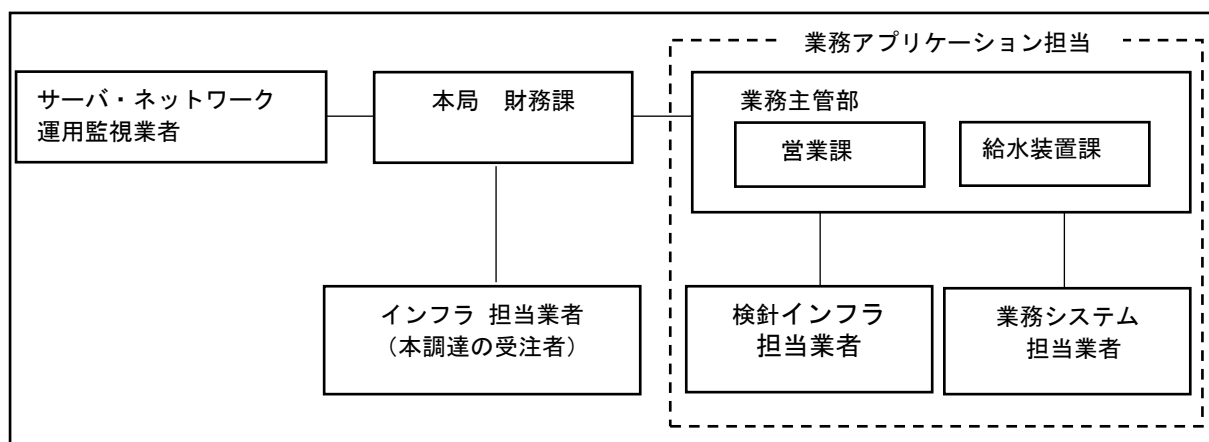 業務アプリケーション担当
サーバ・ネットワーク
運用監視業者
本局　財務課
業務主管部
営業課
給水装置課
インフラ 担当業者
（本調達の受注者）
検針インフラ
担当業者
業務システム
担当業者